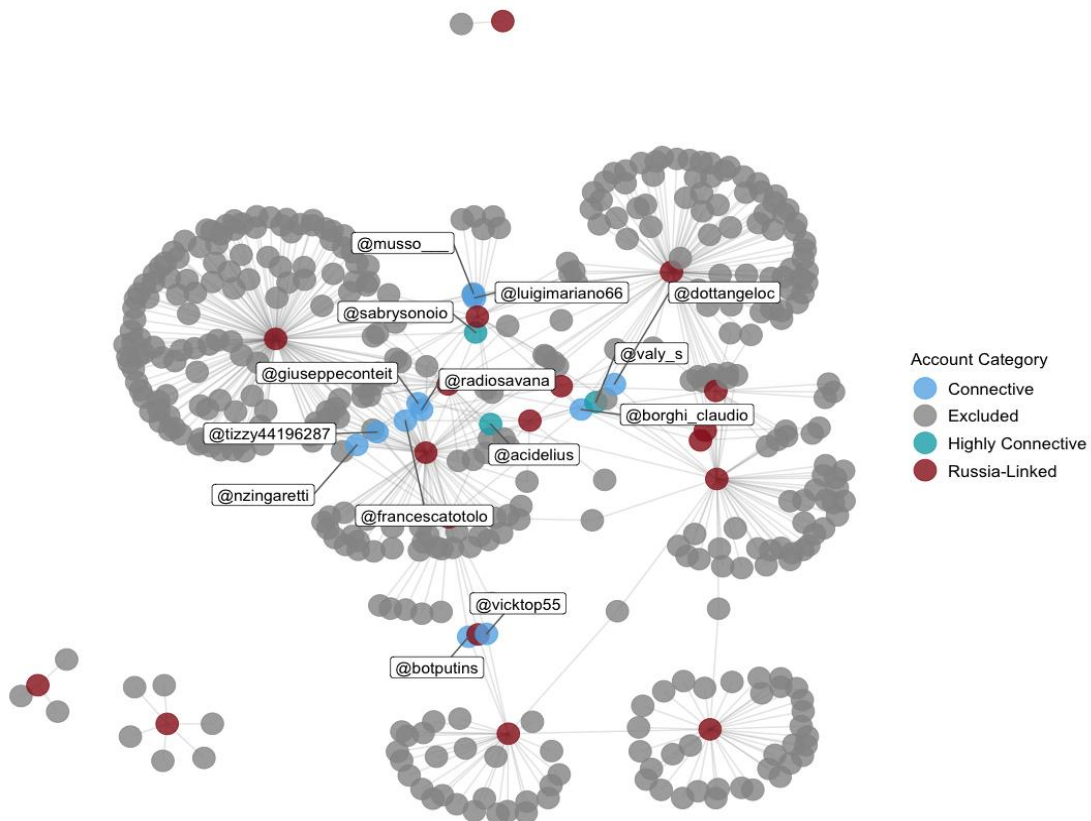 @musso____
@luigimariano66
@dottangeloc
@sabrysonoio
@valy_s
@giuseppeconteit
@radiosavana
@borghi_claudio
@tizzy44196287
@acidelius
@nzingaretti
@francescatotolo
@vicktop55
@botputins
Account Category
Connective
Excluded
Highly Connective
Russia-Linked